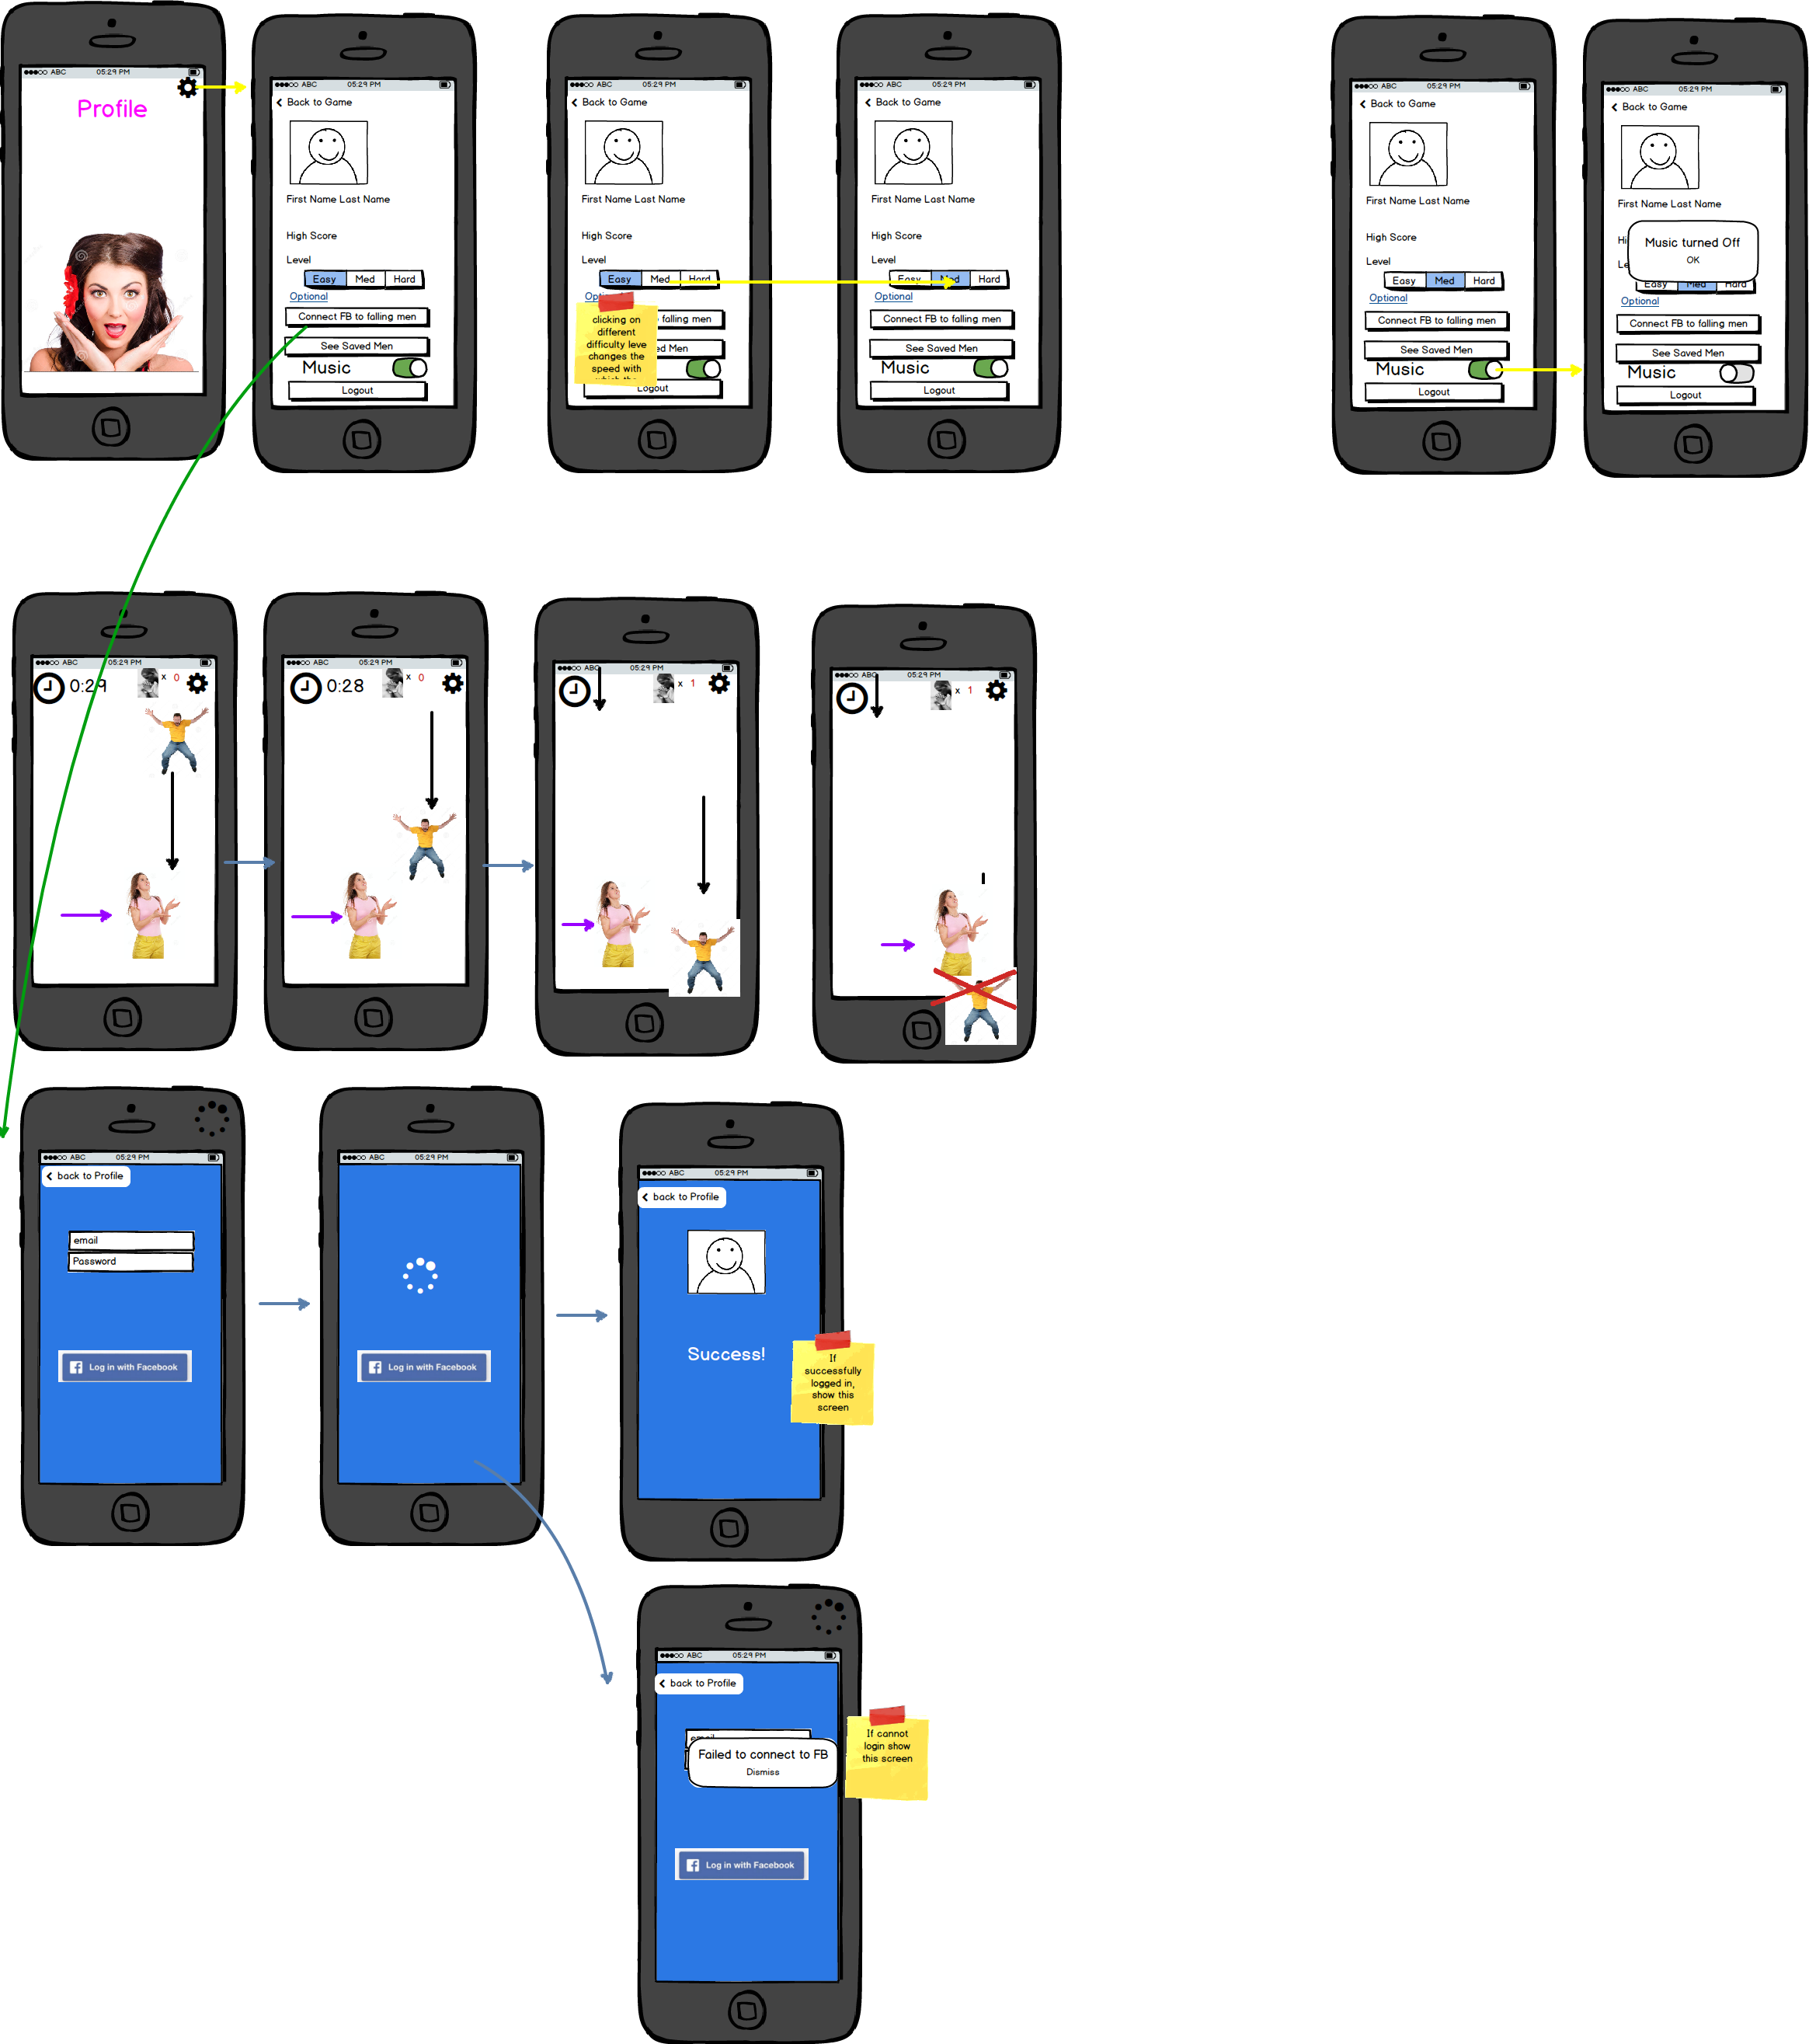 ABC 05:29 PM
Profile
ABC 05:29 PM
Back to Game
First Name Last Name
High Score
Level
Easy Med Hard
Optional
Connect FB to falling men
See Saved Men
Music
Logout
ABC 05:29 PM
Back to Game
First Name Last Name
High Score
Level
Easy Med Hard
clicking on
different
difficulty leve
changes the
speed with
which the
falling men
Men
Logout
ABC 05:29 PM
Back to Game
First Name Last Name
High Score
Level
Easy Med Hard
Optional
Connect FB to falling men
See Saved Men
Music
Logout
ABC 05:29 PM
Back to Game
First Name Last Name
High Score
Level
Easy Med Hard
Optional
Connect FB to falling men
See Saved Men
Music
Logout
ABC 05:29 PM
Back to Game
First Name Last Name
Music turned Off
OK
Easy Med Hard
Optional
Connect FB to falling men
See Saved Men
Music
Logout
ABC 05:29 PM
0:29 x 0
ABC 05:29 PM
0:28 x 0
ABC 05:29 PM
x 1
ABC 05:29 PM
x 1
ABC 05:29 PM
back to Profile
email
Password
Log in with Facebook
ABC 05:29 PM
Log in with Facebook
ABC 05:29 PM
back to Profile
Success!
If
successfully
logged in,
show this
screen
ABC 05:29 PM
back to Profile
email
Failed to connect to FB
Dismiss
Log in with Facebook
If cannot
login show
this screen